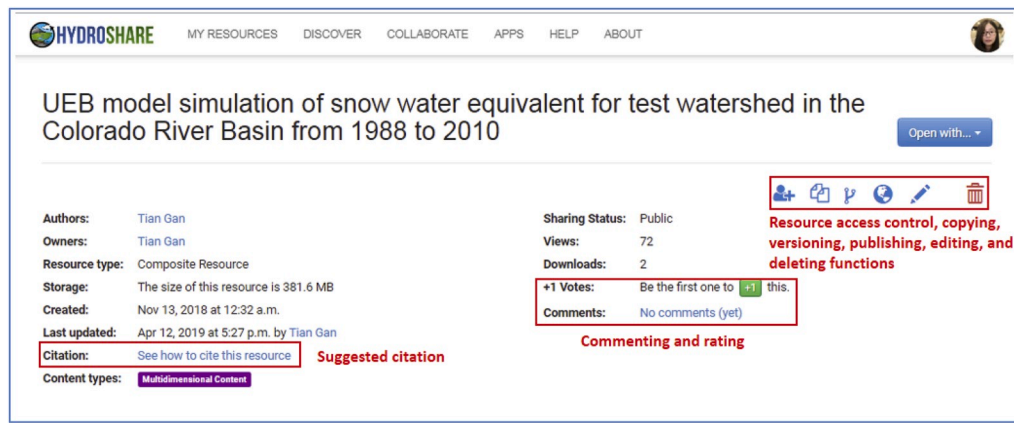 HYDROSHARE MY RESOURCES DISCOVER COLLABORATE APPS HELP ABOUT
UEB model simulation of snow water equivalent for test watershed in the
Colorado River Basin from 1988 to 2010
Open with...
Authors: Tian Gan
Owners: Tian Gan
Resource type: Composite Resource
Storage: The size of this resource is 381.6 MB
Created: Nov 13, 2018 at 12:32 a.m.
Last updated: Apr 12, 2019 at 5:27 p.m. by Tian Gan
Citation: See how to cite this resource
Suggested citation
Content types: Multidimensional Content
Sharing Status: Public
Views: 72
Downloads: 2
+1 Votes: Be the first one to +1 this.
Comments: No comments (yet)
Commenting and rating
Resource access control, copying,
versioning, publishing, editing, and
deleting functions